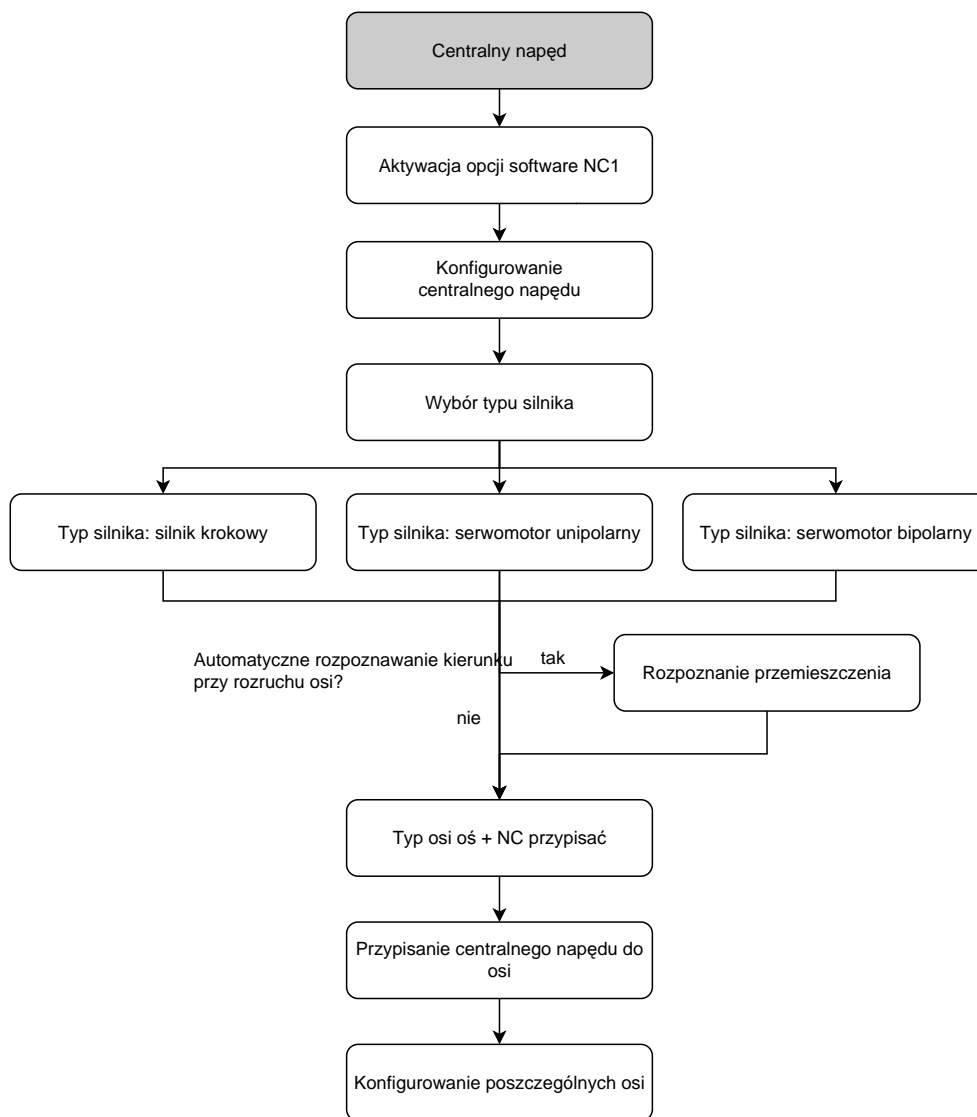 Centralny napęd
Aktywacja opcji software NC1
Konfigurowanie
centralnego napędu
Wybór typu silnika
Typ silnika: silnik krokowy
Typ silnika: serwomotor unipolarny
Typ silnika: serwomotor bipolarny
Automatyczne rozpoznawanie kierunku
przy rozruchu osi?
tak
Rozpoznanie przemieszczenia
nie
Typ osi oś + NC przypisać
Przypisanie centralnego napędu do
osi
Konfigurowanie poszczególnych osi